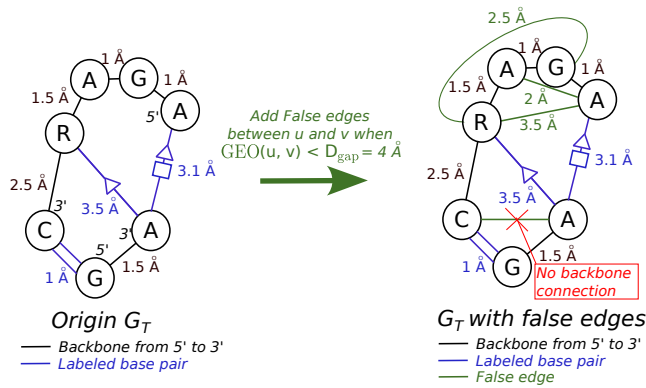 2.5 Å
1 Å
1 Å
A
G
1 Å
A
G
1 Å
1.5 Å
A
5'
1.5 Å
2 Å
A
R
Add False edges
between u and v when
GEO(u, v) < D_gap = 4 Å
R
3.5 Å
3.1 Å
3.1 Å
2.5 Å
3.5 Å
2.5 Å
3.5 Å
C
3'
3'
A
C
A
5'
1 Å
G
1.5 Å
1 Å
G
1.5 Å
No backbone
connection
Origin G_T
G_T with false edges
Backbone from 5' to 3'
Labeled base pair
Backbone from 5' to 3'
Labeled base pair
False edge